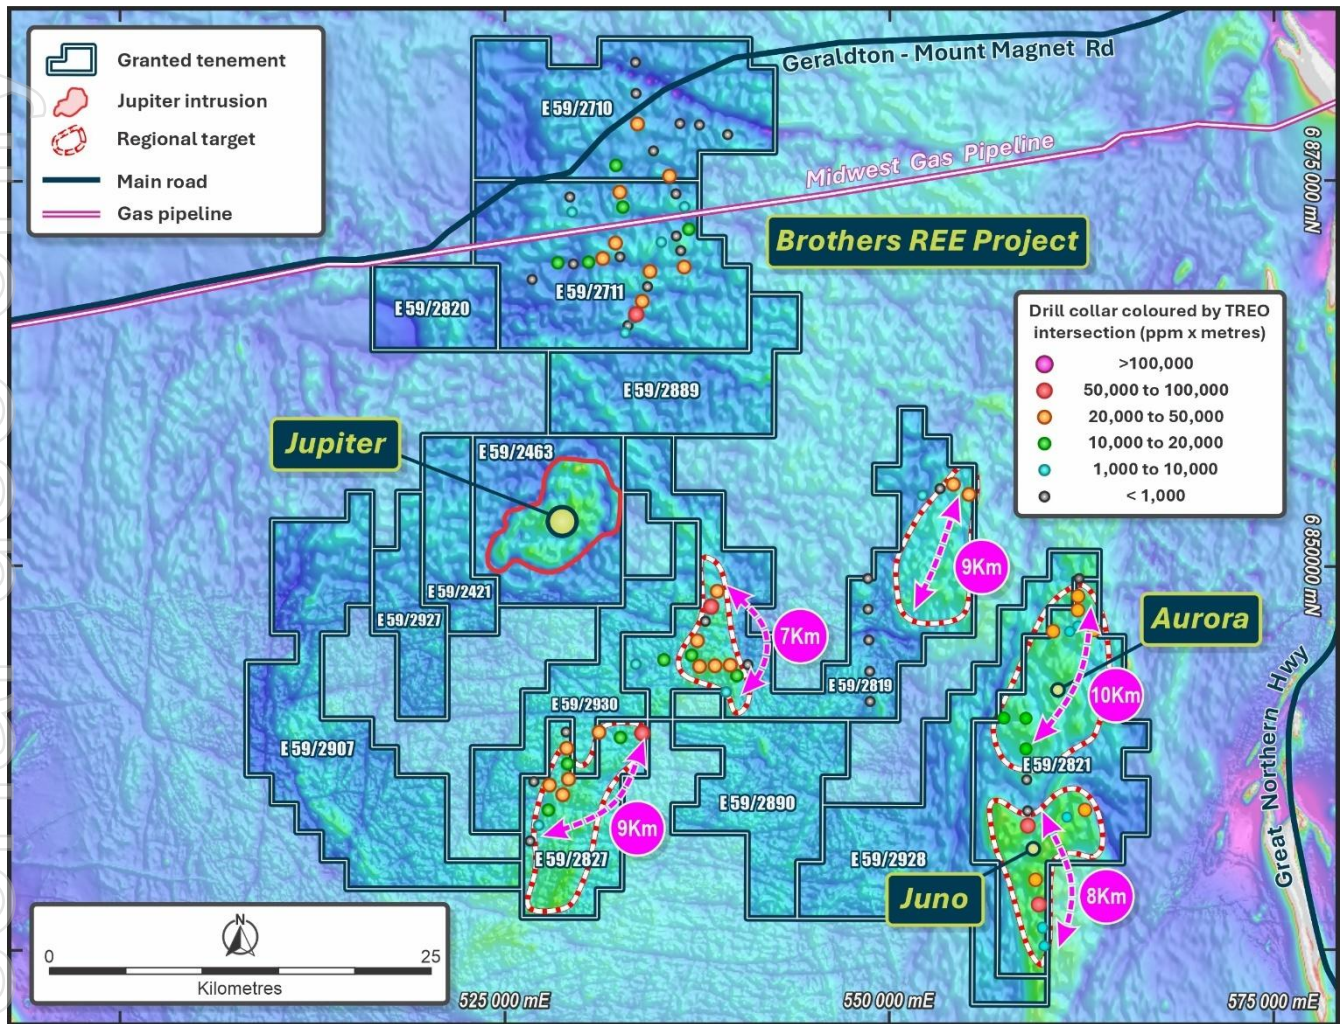 Granted tenement
Jupiter intrusion
Regional target
Main road
Gas pipeline
Geraldton - Mount Magnet Rd
E 59/2710
Midwest Gas Pipeline
6 875 000 mN
Brothers REE Project
E 59/2711
E 59/2820
Drill collar coloured by TREO
intersection (ppm x metres)
>100,000
50,000 to 100,000
20,000 to 50,000
10,000 to 20,000
1,000 to 10,000
< 1,000
E 59/2889
Jupiter
E 59/2463
6 850000 mN
9Km
E 59/2421
E 59/2927
Aurora
7Km
E 59/2819
10Km
E 59/2930
E 59/2907
E 59/2821
Great Northern Hwy
E 59/2890
9Km
E 59/2827
E 59/2928
Juno
8Km
N
0
25
Kilometres
525 000 mE
550 000 mE
575 000 mE